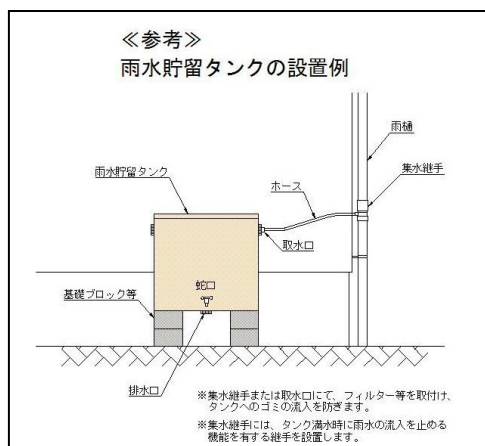 ≪参考≫
雨水貯留タンクの設置例
雨樋
雨水貯留タンク
集水継手
ホース
取水口
蛇口
基礎ブロック等
排水口
※集水継手または取水口にて、フィルター等を取付け、
タンクへのゴミの流入を防ぎます。
※集水継手には、タンク満水時に雨水の流入を止める
機能を有する継手を設置します。